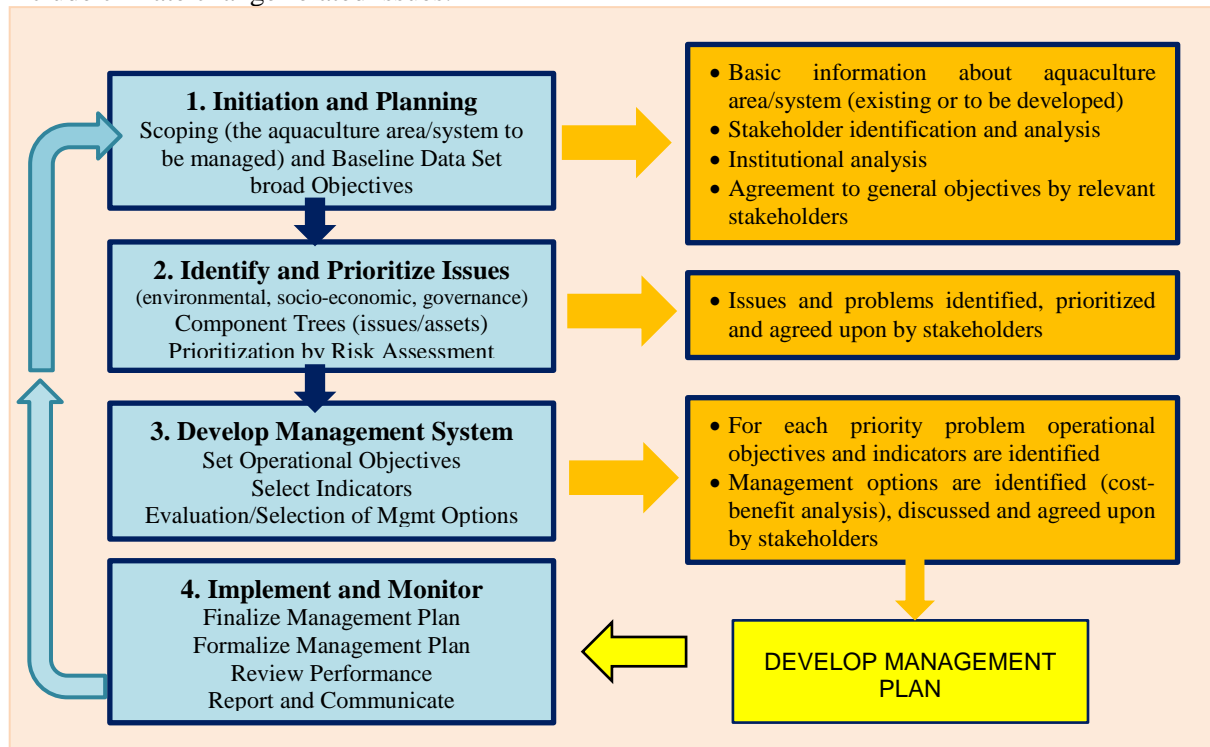 include climate change related issues.
1. Initiation and Planning
Scoping (the aquaculture area/system to
be managed) and Baseline Data Set
broad Objectives
• Basic information about aquaculture
area/system (existing or to be developed)
• Stakeholder identification and analysis
• Institutional analysis
• Agreement to general objectives by relevant
stakeholders
2. Identify and Prioritize Issues
(environmental, socio-economic, governance)
Component Trees (issues/assets)
Prioritization by Risk Assessment
• Issues and problems identified, prioritized
and agreed upon by stakeholders
3. Develop Management System
Set Operational Objectives
Select Indicators
Evaluation/Selection of Mgmt Options
• For each priority problem operational
objectives and indicators are identified
• Management options are identified (cost-
benefit analysis), discussed and agreed upon
by stakeholders
4. Implement and Monitor
Finalize Management Plan
Formalize Management Plan
Review Performance
Report and Communicate
DEVELOP MANAGEMENT
PLAN